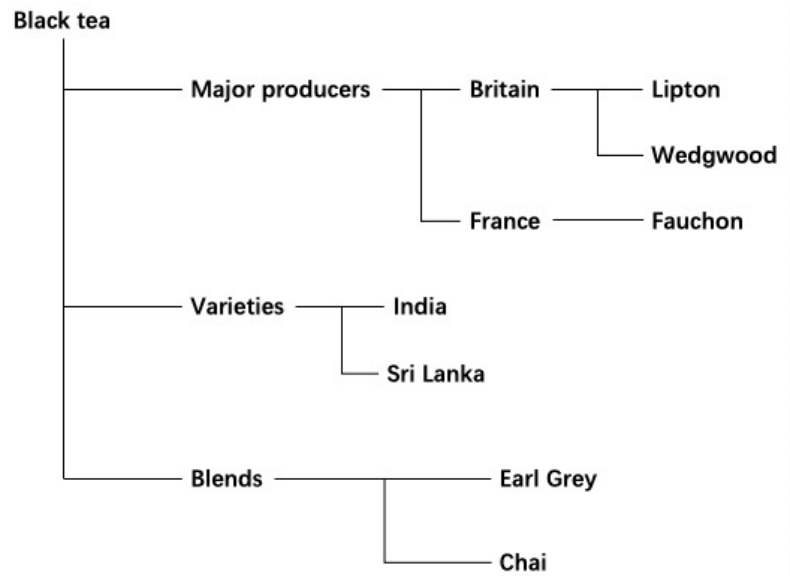 Black tea
Major producers Britain Lipton
Wedgwood
France Fauchon
Varieties India
Sri Lanka
Blends Earl Grey
Chai